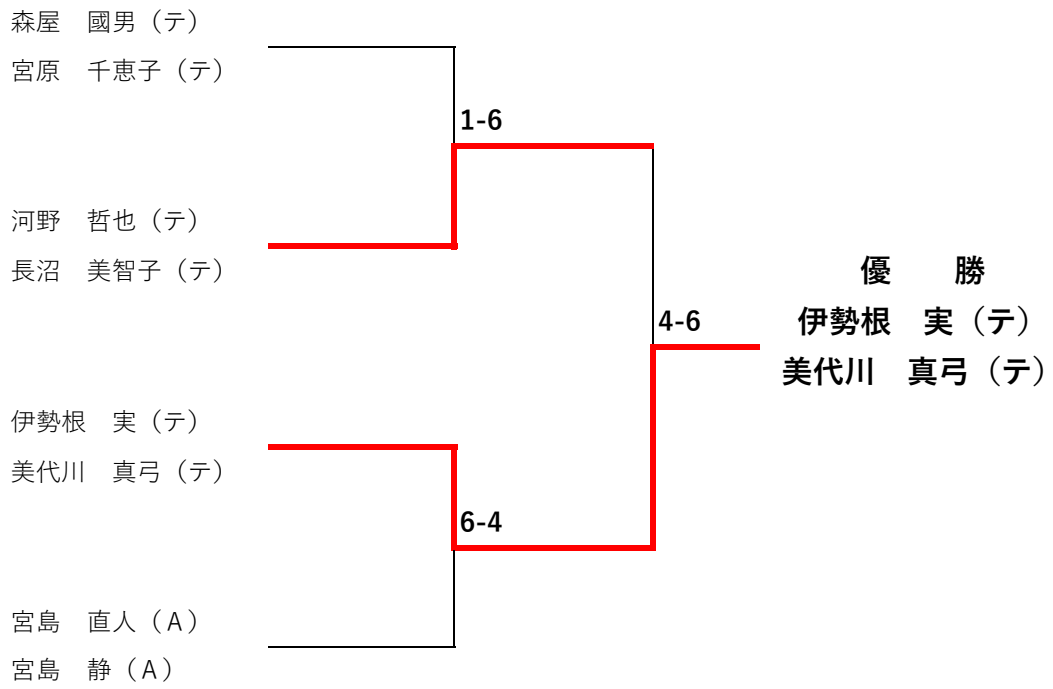 森屋　國男（テ）
宮原　千恵子（テ）
1-6
河野　哲也（テ）
長沼　美智子（テ）
優　　勝
4-6
伊勢根　実（テ）
美代川　真弓（テ）
伊勢根　実（テ）
美代川　真弓（テ）
6-4
宮島　直人（A）
宮島　静（A）